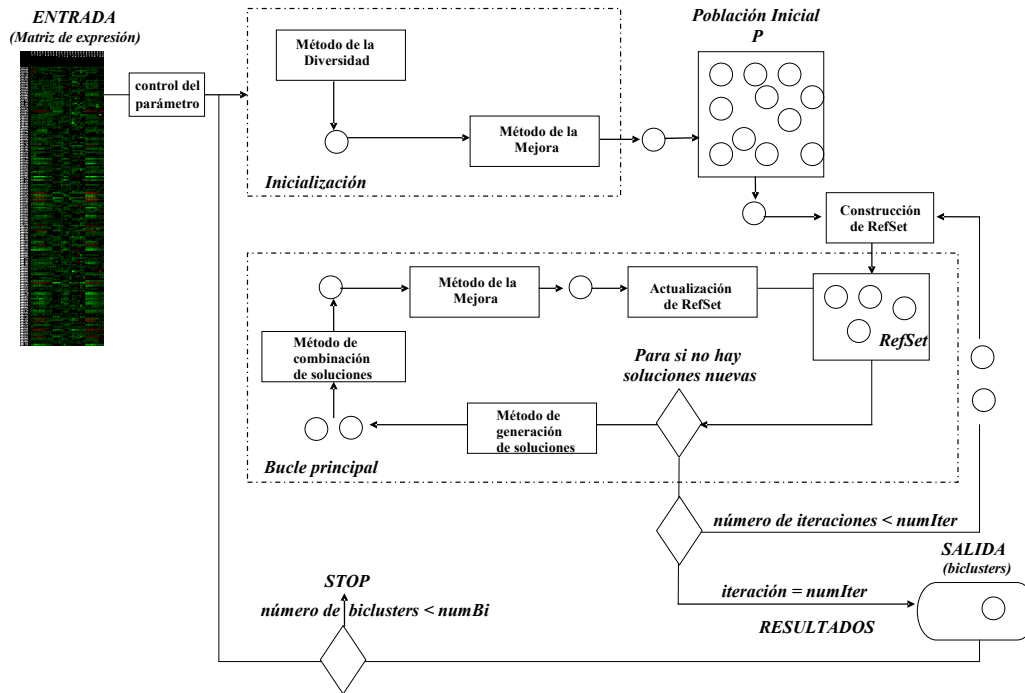 ENTRADA
(Matriz de expresión)
control del
parámetro
Método de la
Diversidad
Método de la
Mejora
Inicialización
Población Inicial
P
Construcción
de RefSet
Método de la
Mejora
Actualización
de RefSet
RefSet
Método de
combinación
de soluciones
Para si no hay
soluciones nuevas
Método de
generación
de soluciones
Bucle principal
número de iteraciones < numIter
SALIDA
(biclusters)
STOP
iteración = numIter
número de biclusters < numBi
RESULTADOS